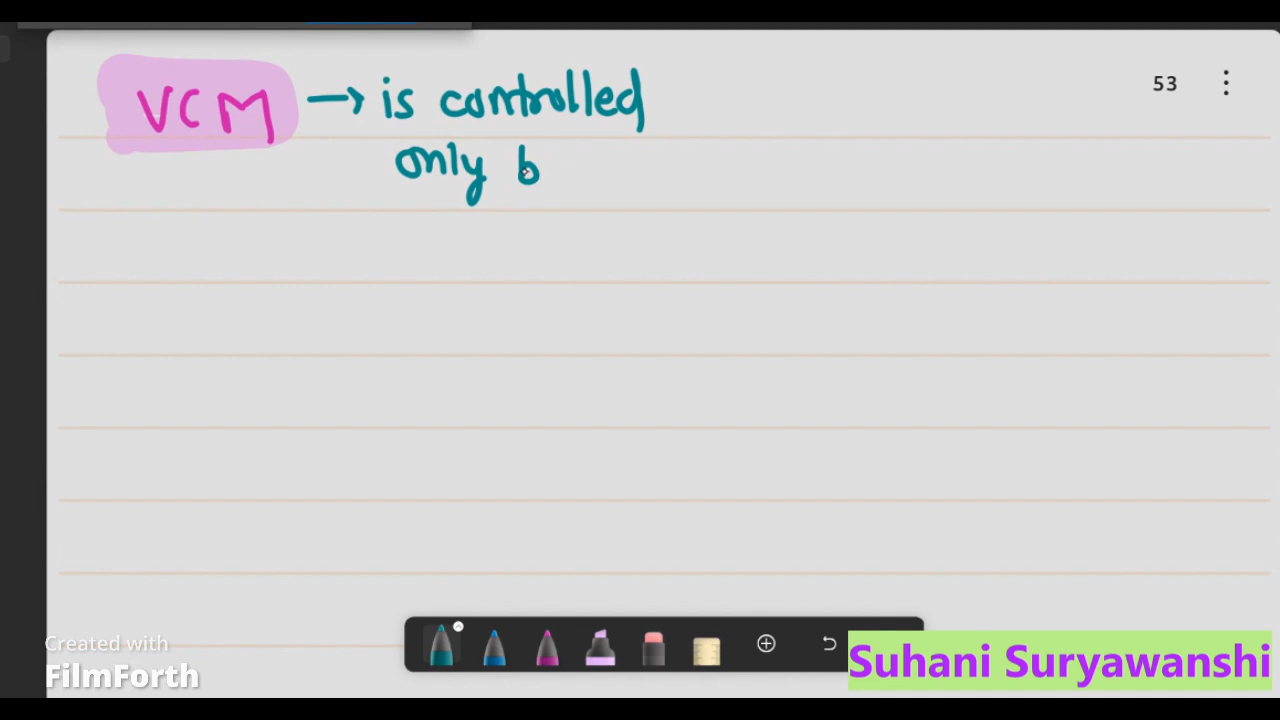 53
VCM → is controlled
only b
Created with
FilmForth
Suhani Suryawanshi